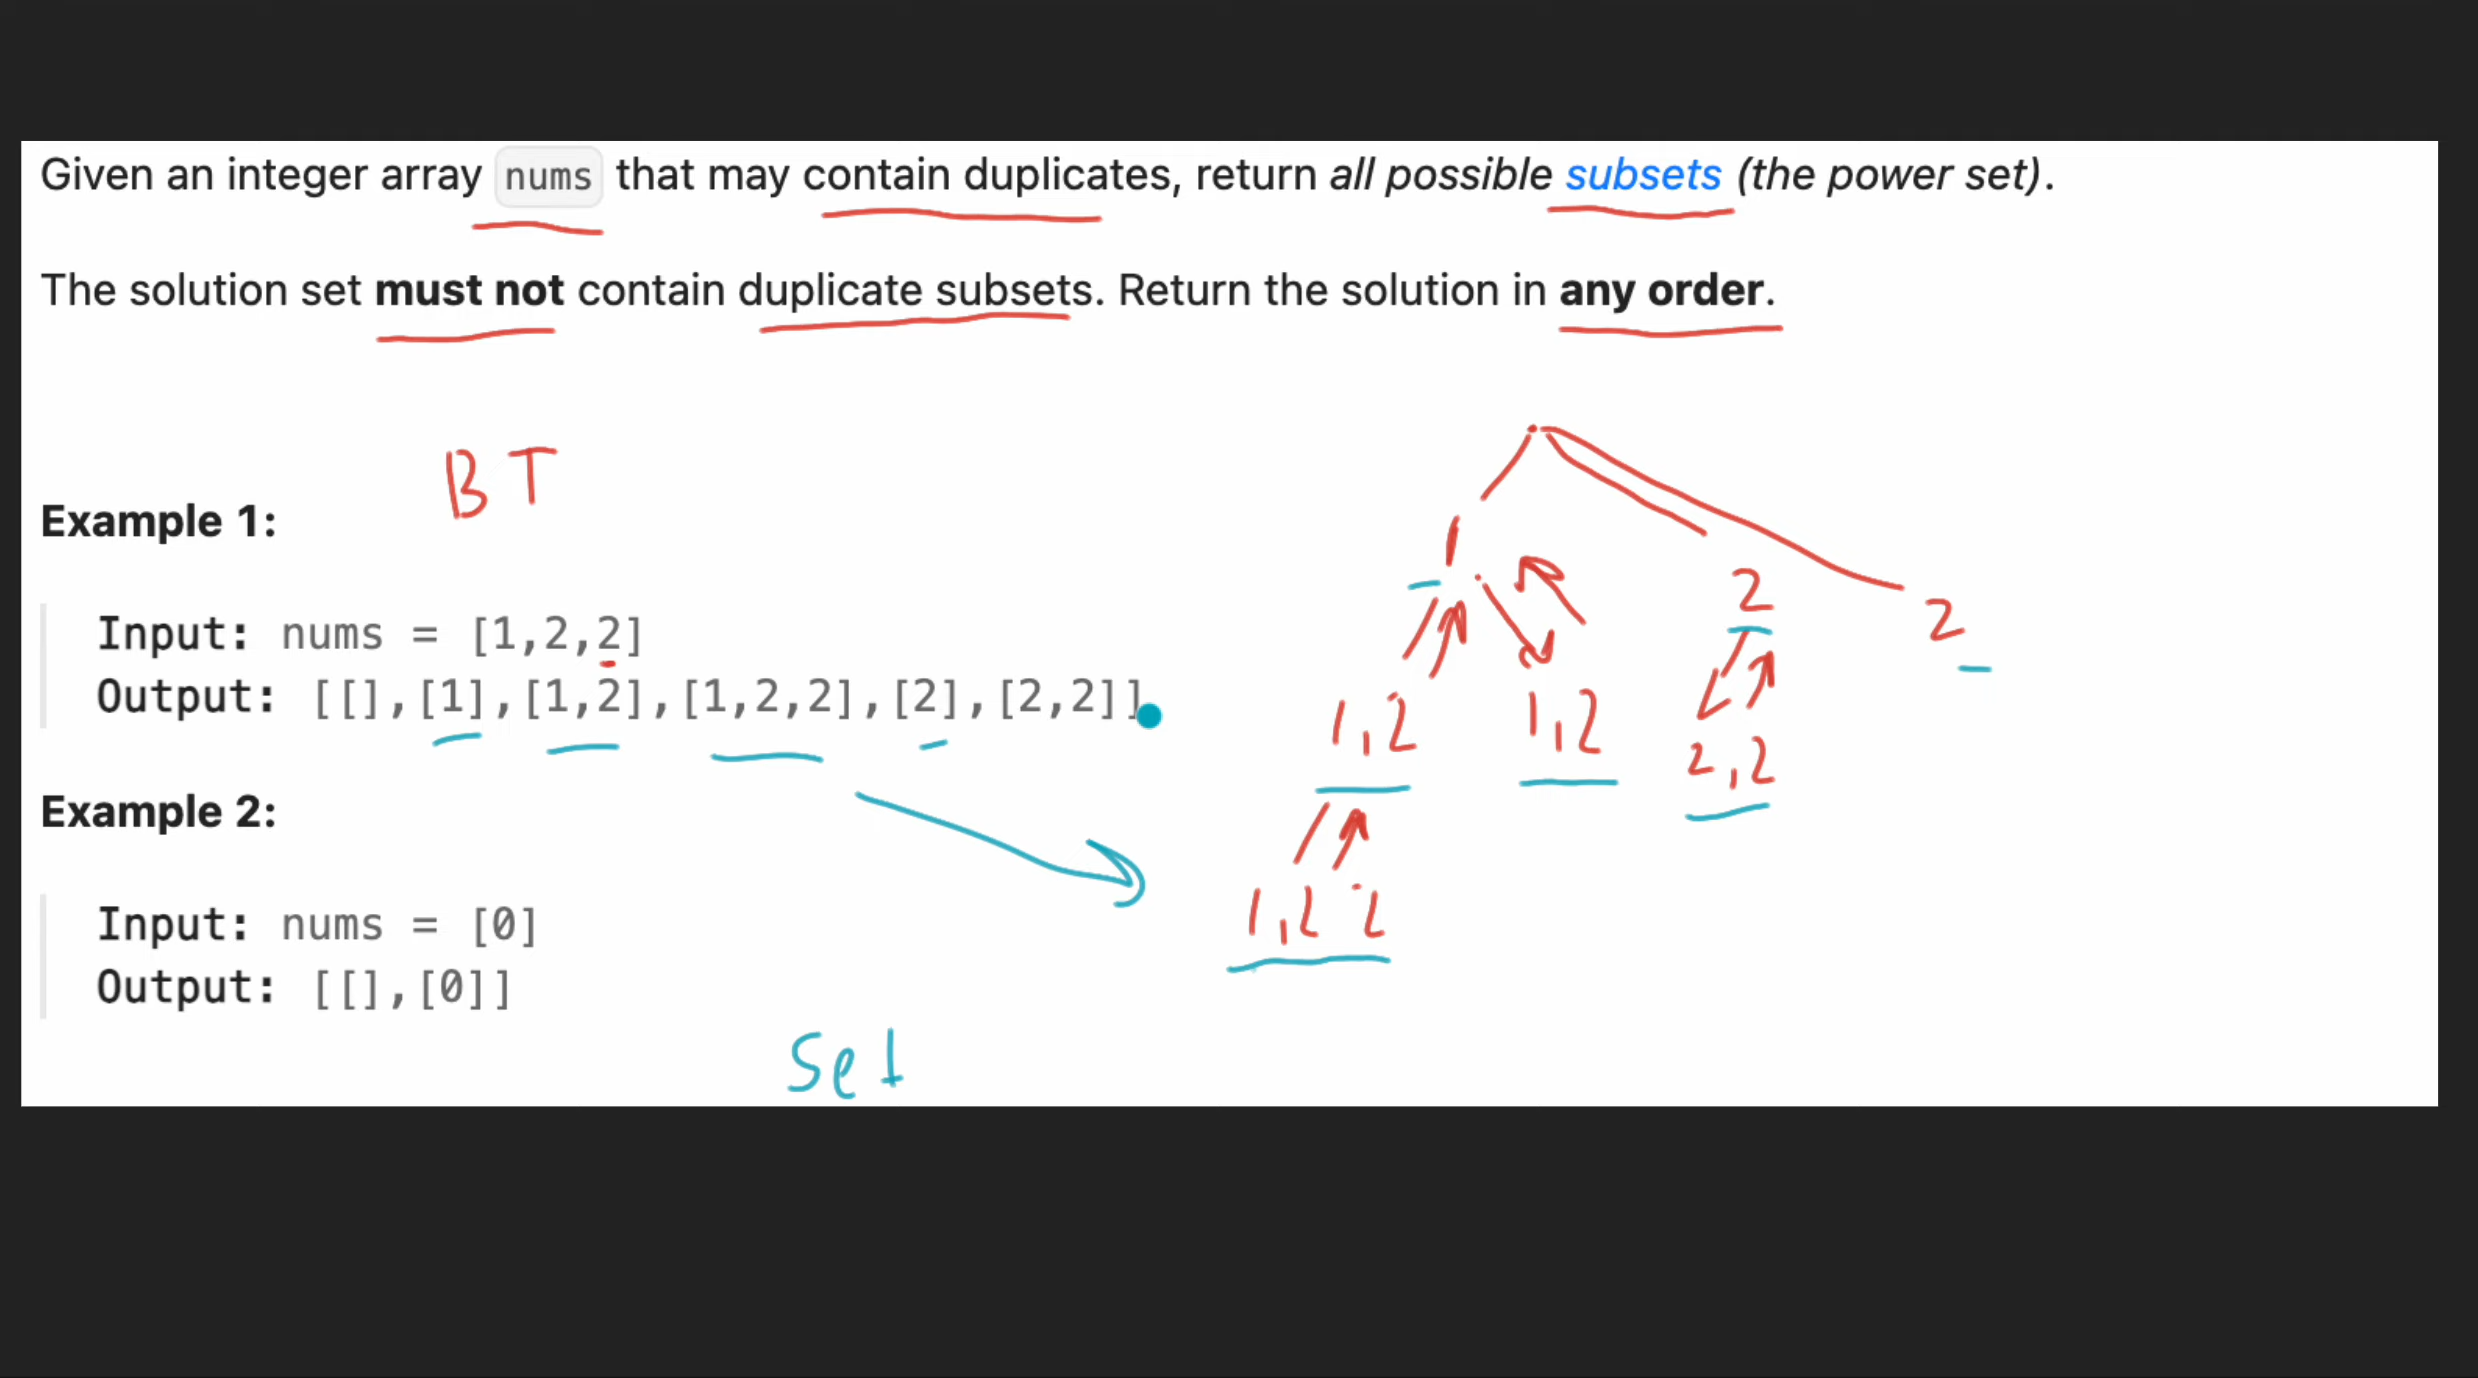 Given an integer array nums that may contain duplicates, return all possible subsets (the power set).
The solution set must not contain duplicate subsets. Return the solution in any order.
BT
Example 1:
Input: nums = [1,2,2]
Output: [[],[1],[1,2],[1,2,2],[2],[2,2]]
Example 2:
Input: nums = [0]
Output: [[],[0]]
Set
1
2
2
1,2
1,2
2,2
1,2 2